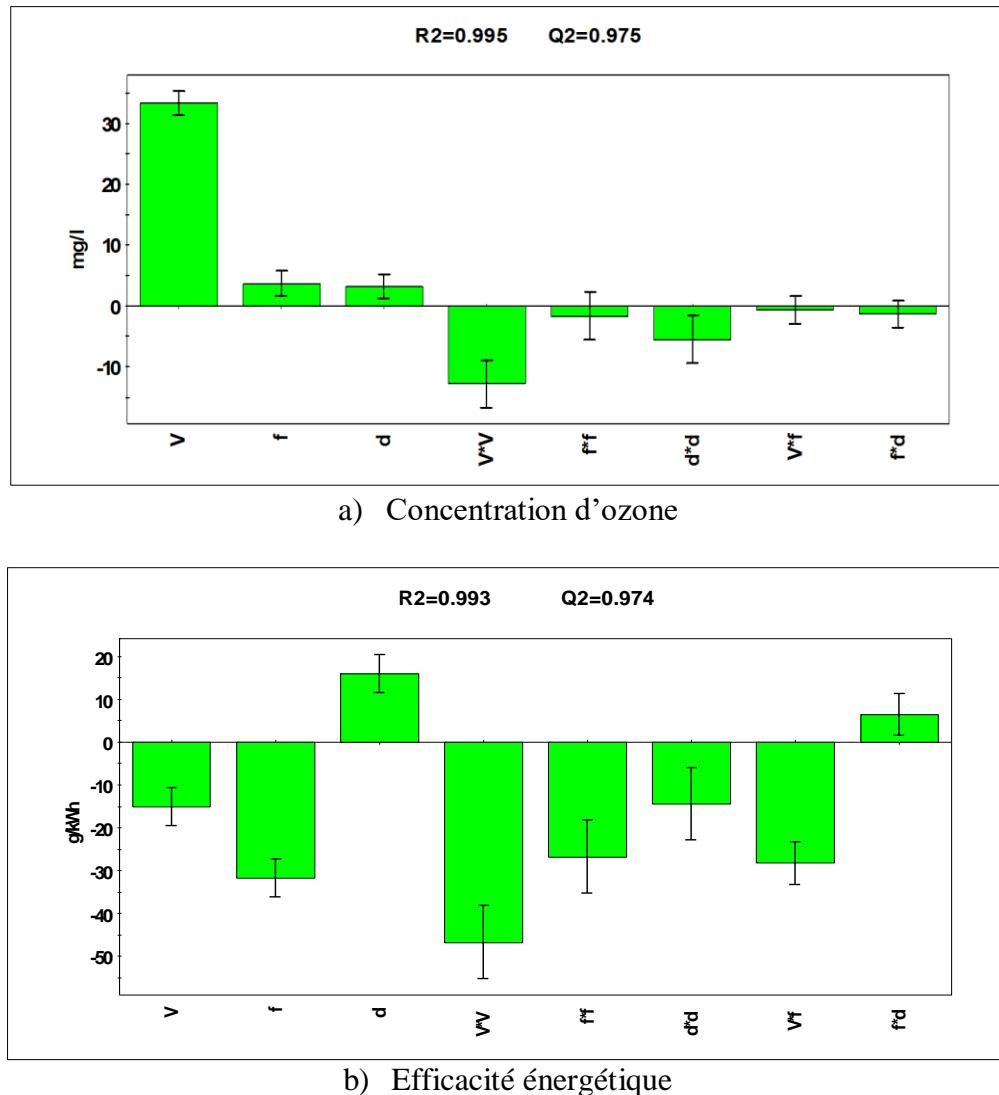 R2=0.995 Q2=0.975
30
20
10
0
-10
mg/l
V f d V*V f*f d*d V*f f*d
a) Concentration d’ozone
R2=0.993 Q2=0.974
20
10
0
-10
-20
-30
-40
-50
g/kWh
V f d V*V f*f d*d V*f f*d
b) Efficacité énergétique